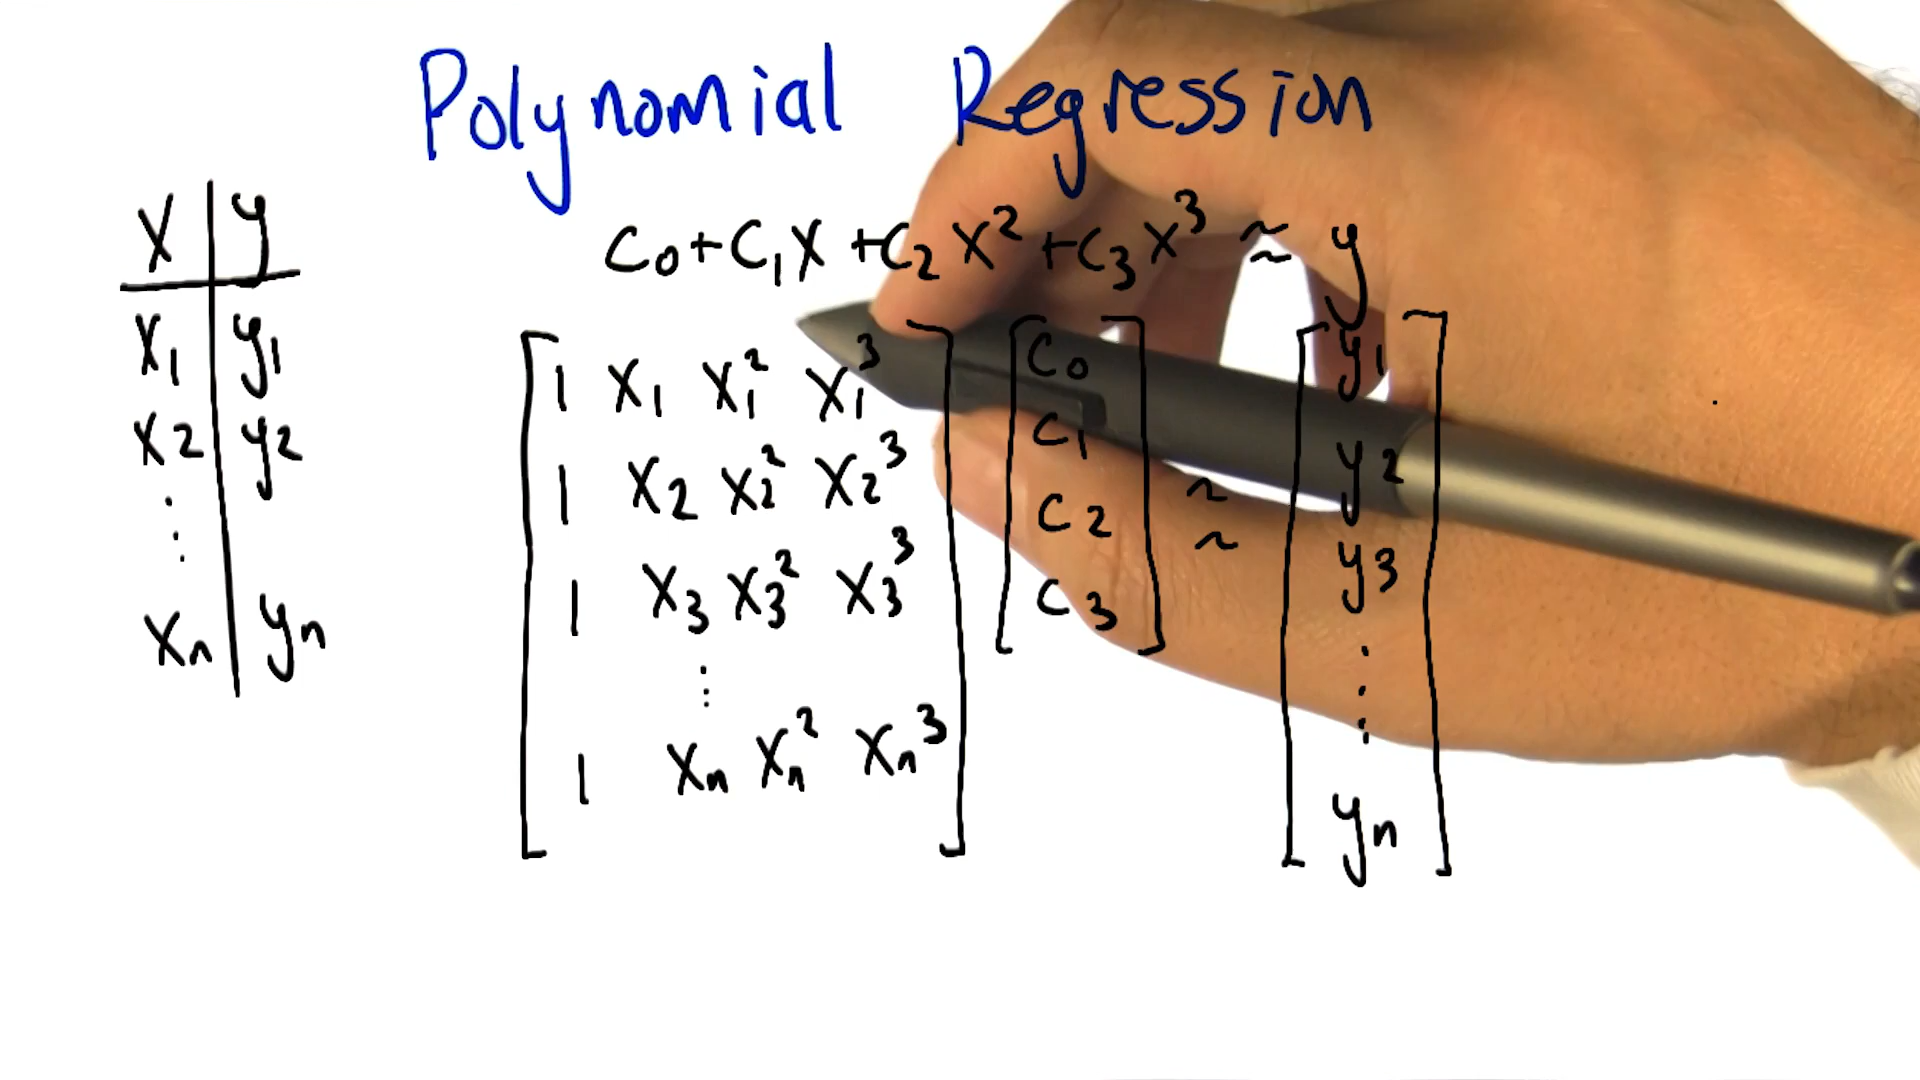 Polynomial Regression
x y
x₁ y₁
x₂ y₂
⋮
xₙ yₙ
c₀+c₁x+c₂x²+c₃x³ ≈ y
[1 x₁ x₁² x₁³] [c₀] [y₁]
[1 x₂ x₂² x₂³] [c₁] ≈ [y₂]
[1 x₃ x₃² x₃³] [c₂] [y₃]
⋮ [c₃] ⋮
[1 xₙ xₙ² xₙ³] [yₙ]